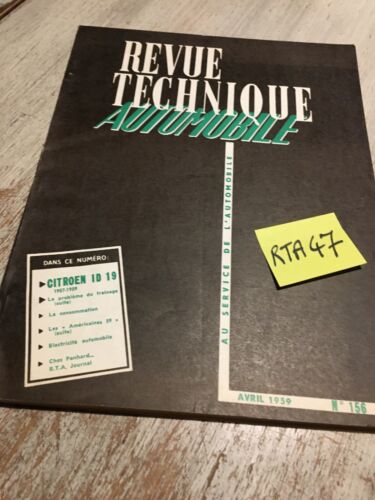 REVUE
TECHNIQUE
AUTOMOBILE
AU SERVICE DE L'AUTOMOBILE
RTA 47
DANS CE NUMÉRO:
CITROEN ID 19
1957-1959
Le problème du freinage
(suite)
La consommation
Les « Américaines 59 »
(suite)
Electricité automobile
Chez Panhard...
R.T.A. Journal
AVRIL 1959
N° 156